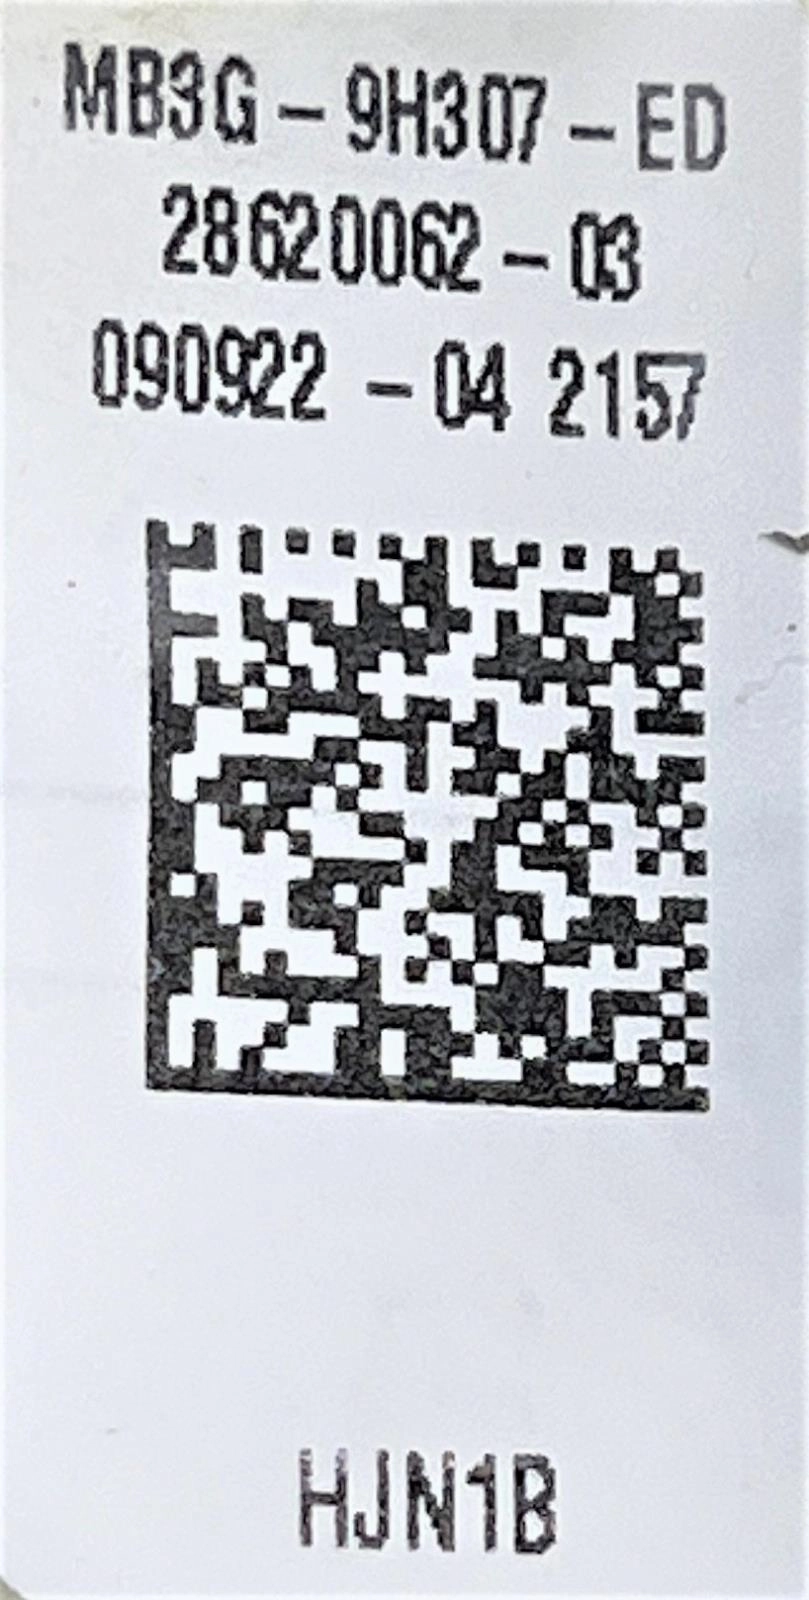 MB3G - 9H307 - ED
28620062 - 03
090922 - 04 2157
HJN1B